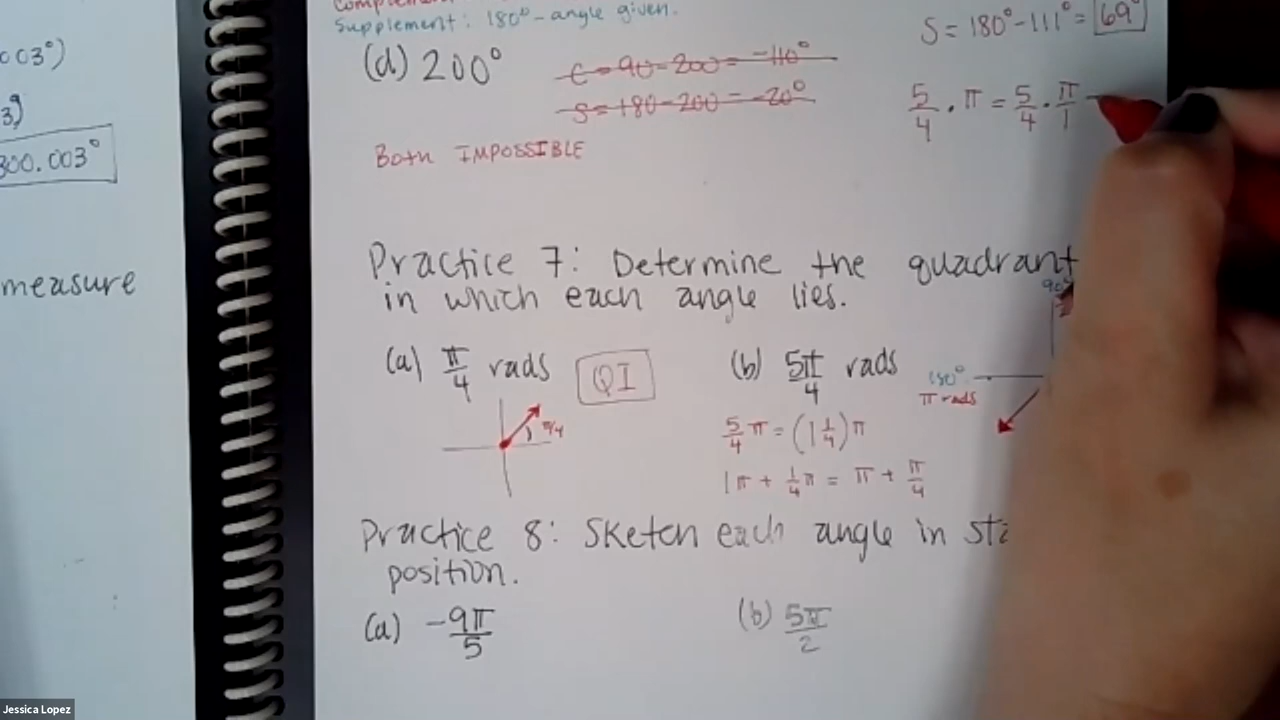 003°)
3)
300.003°
measure
Supplement: 180° - angle given.
S = 180° - 111° = 69°
(d) 200°
C = 90 - 200 = -110°
S = 180 - 200 = -20°
5/4 · π = 5/4 · π/1
Both IMPOSSIBLE
Practice 7: Determine the quadrant
in which each angle lies.
90°
(a) π/4 rads
QI
(b) 5π/4 rads
180°
π rads
π/4
5/4 π = (1 1/4)π
1π + 1/4 π = π + π/4
Practice 8: Sketch each angle in
position.
(a) -9π/5
(b) 5π/2
Jessica Lopez